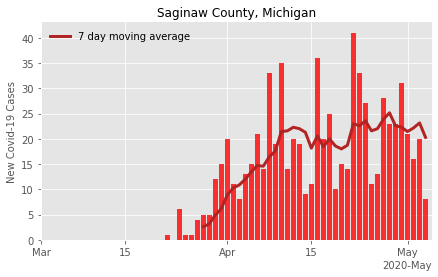 Saginaw County, Michigan
7 day moving average
New Covid-19 Cases
40
35
30
25
20
15
10
5
0
Mar
15
Apr
15
May
2020-May